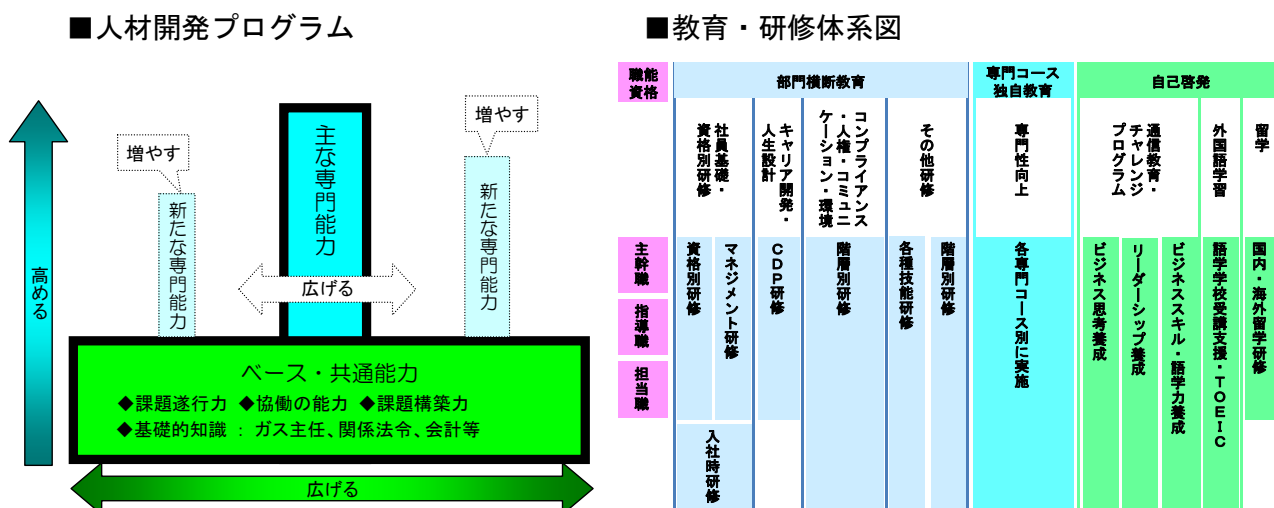 ■人材開発プログラム
増やす
増やす
主な専門能力
新たな専門能力
新たな専門能力
広げる
高める
ベース・共通能力
◆課題遂行力 ◆協働の能力 ◆課題構築力
◆基礎的知識 ： ガス主任、関係法令、会計等
広げる
■教育・研修体系図
職能
資格
部門横断教育
専門コース
独自教育
自己啓発
社員基礎・
資格別研修
キャリア開発・
人生設計
コンプライアンス
・人権・コミュニ
ケーション・環境
その他研修
専門性向上
通信教育・
チャレンジ
プログラム
外国語学習
留学
主幹職
指導職
担当職
資格別研修
マネジメント研修
CDP研修
階層別研修
各種技能研修
階層別研修
各専門コース別に実施
ビジネス思考養成
リーダーシップ養成
ビジネススキル・語学力養成
語学学校受講支援・TOEIC
国内・海外留学研修
入社時研修